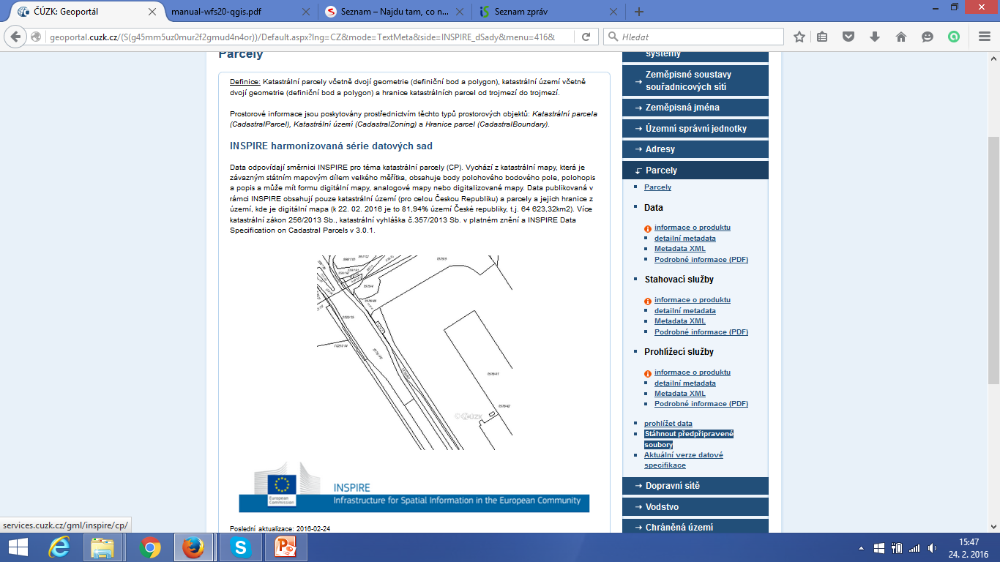 ČÚZK: Geoportál
manual-wfs20-qgis.pdf
Seznam – Najdu tam, co n...
Seznam zpráv
geoportal.cuzk.cz/(S(g45mm5uz0mur2f2gmud4n4or))/Default.aspx?lng=CZ&mode=TextMeta&side=INSPIRE_dSady&menu=416&
Hledat
Parcely
Definice: Katastrální parcely včetně dvojí geometrie (definiční bod a polygon), katastrální území včetně
dvojí geometrie (definiční bod a polygon) a hranice katastrálních parcel od trojmezí do trojmezí.
Prostorové informace jsou poskytovány prostřednictvím těchto typů prostorových objektů: Katastrální parcela
(CadastralParcel), Katastrální území (CadastralZoning) a Hranice parcel (CadastralBoundary).
INSPIRE harmonizovaná série datových sad
Data odpovídají směrnici INSPIRE pro téma katastrální parcely (CP). Vychází z katastrální mapy, která je
závazným státním mapovým dílem velkého měřítka, obsahuje body polohového bodového pole, polohopis
a popis a může mít formu digitální mapy, analogové mapy nebo digitalizované mapy. Data publikovaná v
rámci INSPIRE obsahují pouze katastrální území (pro celou Českou Republiku) a parcely a jejich hranice z
území, kde je digitální mapa (k 22. 02. 2016 je to 81,94% území České republiky, t.j. 64 623,32km2). Více
katastrální zákon 256/2013 Sb., katastrální vyhláška č.357/2013 Sb. v platném znění a INSPIRE Data
Specification on Cadastral Parcels v 3.0.1.
1576/41
1576/42
© ČÚZK
European
Commission
INSPIRE
Infrastructure for Spatial Information in the European Community
Poslední aktualizace: 2016-02-24
systémy
Zeměpisné soustavy
souřadnicových sítí
Zeměpisná jména
Územní správní jednotky
Adresy
Parcely
Parcely
Data
informace o produktu
detailní metadata
Metadata XML
Podrobné informace (PDF)
Stahovací služby
informace o produktu
detailní metadata
Metadata XML
Podrobné informace (PDF)
Prohlížecí služby
informace o produktu
detailní metadata
Metadata XML
Podrobné informace (PDF)
prohlížet data
Stáhnout předpřipravené
soubory
Aktuální verze datové
specifikace
Dopravní sítě
Vodstvo
Chráněná území
services.cuzk.cz/gml/inspire/cp/
15:47
24. 2. 2016